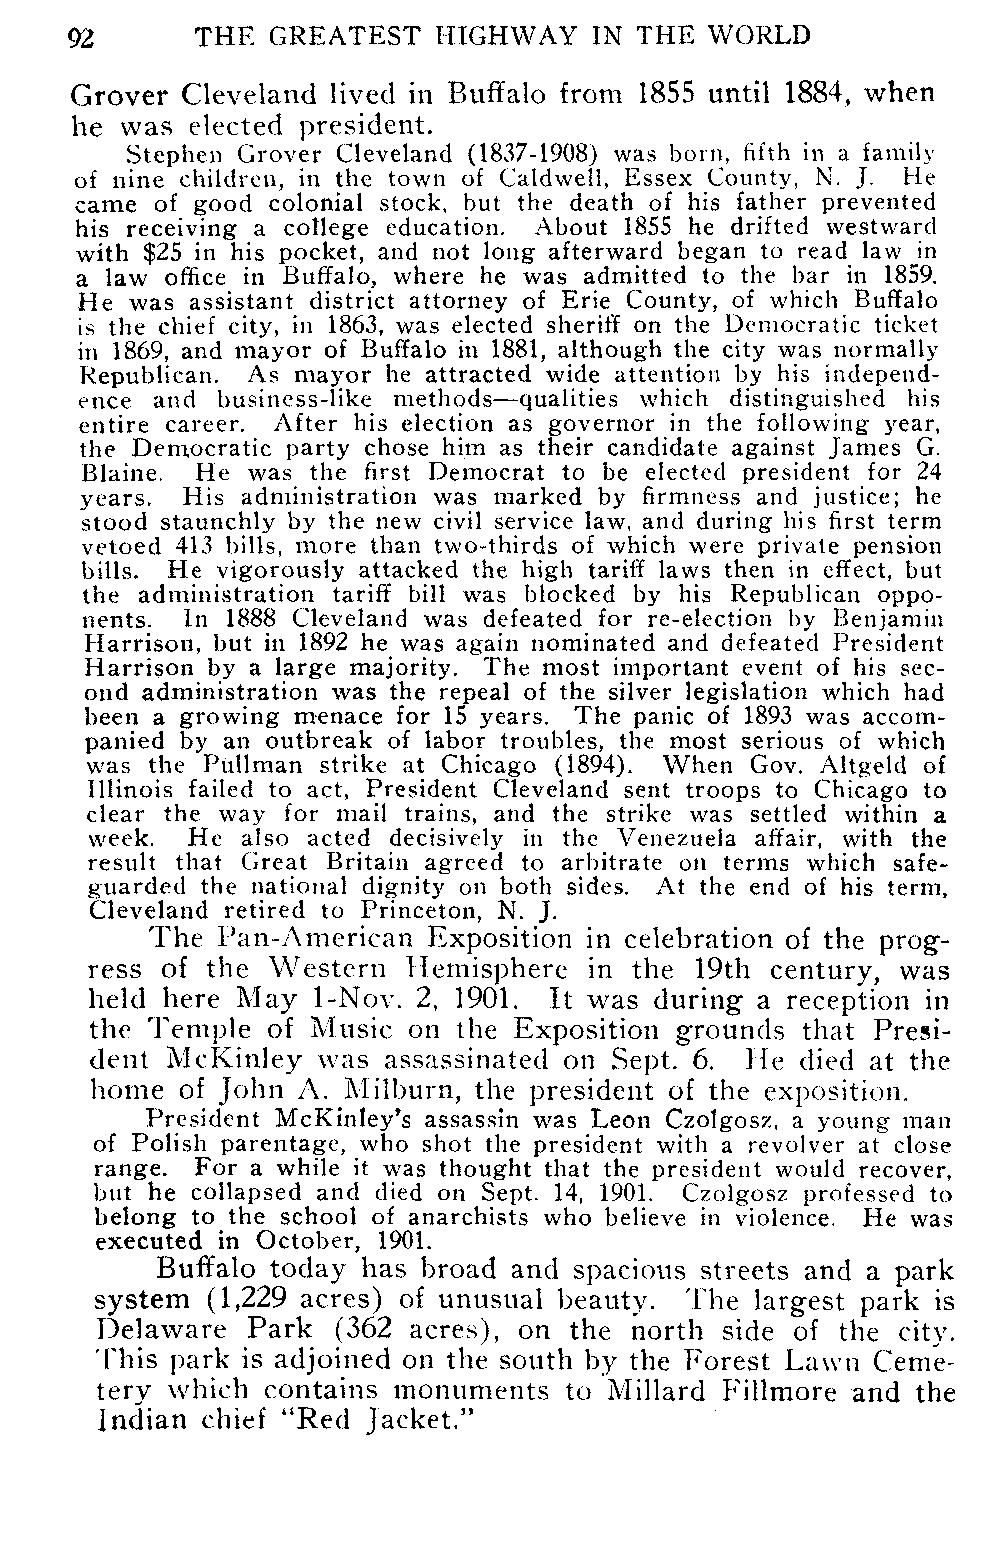 92 THE GREATEST HIGHWAY IN THE WORLD
Grover Cleveland lived in Buffalo from 1855 until 1884, when
he was elected president.
Stephen Grover Cleveland (1837-1908) was born, fifth in a family
of nine children, in the town of Caldwell, Essex County, N. J. He
came of good colonial stock, but the death of his father prevented
his receiving a college education. About 1855 he drifted westward
with $25 in his pocket, and not long afterward began to read law in
a law office in Buffalo, where he was admitted to the bar in 1859.
He was assistant district attorney of Erie County, of which Buffalo
is the chief city, in 1863, was elected sheriff on the Democratic ticket
in 1869, and mayor of Buffalo in 1881, although the city was normally
Republican. As mayor he attracted wide attention by his independ-
ence and business-like methods—qualities which distinguished his
entire career. After his election as governor in the following year,
the Democratic party chose him as their candidate against James G.
Blaine. He was the first Democrat to be elected president for 24
years. His administration was marked by firmness and justice; he
stood staunchly by the new civil service law, and during his first term
vetoed 413 bills, more than two-thirds of which were private pension
bills. He vigorously attacked the high tariff laws then in effect, but
the administration tariff bill was blocked by his Republican oppo-
nents. In 1888 Cleveland was defeated for re-election by Benjamin
Harrison, but in 1892 he was again nominated and defeated President
Harrison by a large majority. The most important event of his sec-
ond administration was the repeal of the silver legislation which had
been a growing menace for 15 years. The panic of 1893 was accom-
panied by an outbreak of labor troubles, the most serious of which
was the Pullman strike at Chicago (1894). When Gov. Altgeld of
Illinois failed to act, President Cleveland sent troops to Chicago to
clear the way for mail trains, and the strike was settled within a
week. He also acted decisively in the Venezuela affair, with the
result that Great Britain agreed to arbitrate on terms which safe-
guarded the national dignity on both sides. At the end of his term,
Cleveland retired to Princeton, N. J.
The Pan-American Exposition in celebration of the prog-
ress of the Western Hemisphere in the 19th century, was
held here May 1-Nov. 2, 1901. It was during a reception in
the Temple of Music on the Exposition grounds that Presi-
dent McKinley was assassinated on Sept. 6. He died at the
home of John A. Milburn, the president of the exposition.
President McKinley's assassin was Leon Czolgosz, a young man
of Polish parentage, who shot the president with a revolver at close
range. For a while it was thought that the president would recover,
but he collapsed and died on Sept. 14, 1901. Czolgosz professed to
belong to the school of anarchists who believe in violence. He was
executed in October, 1901.
Buffalo today has broad and spacious streets and a park
system (1,229 acres) of unusual beauty. The largest park is
Delaware Park (362 acres), on the north side of the city.
This park is adjoined on the south by the Forest Lawn Ceme-
tery which contains monuments to Millard Fillmore and the
Indian chief “Red Jacket.”